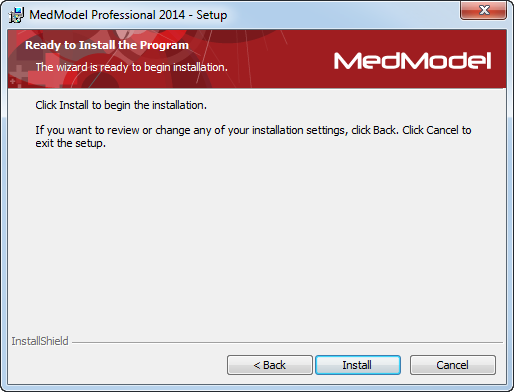 MedModel Professional 2014 - Setup
Ready to Install the Program
The wizard is ready to begin installation.
MedModel
Click Install to begin the installation.
If you want to review or change any of your installation settings, click Back. Click Cancel to
exit the setup.
InstallShield
< Back
Install
Cancel